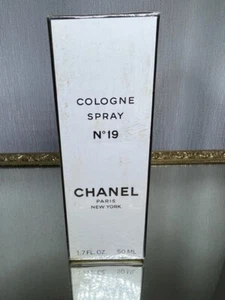 COLOGNE
SPRAY
N°19
CHANEL
PARIS
NEW YORK
1.7 FL. OZ. 50 ML